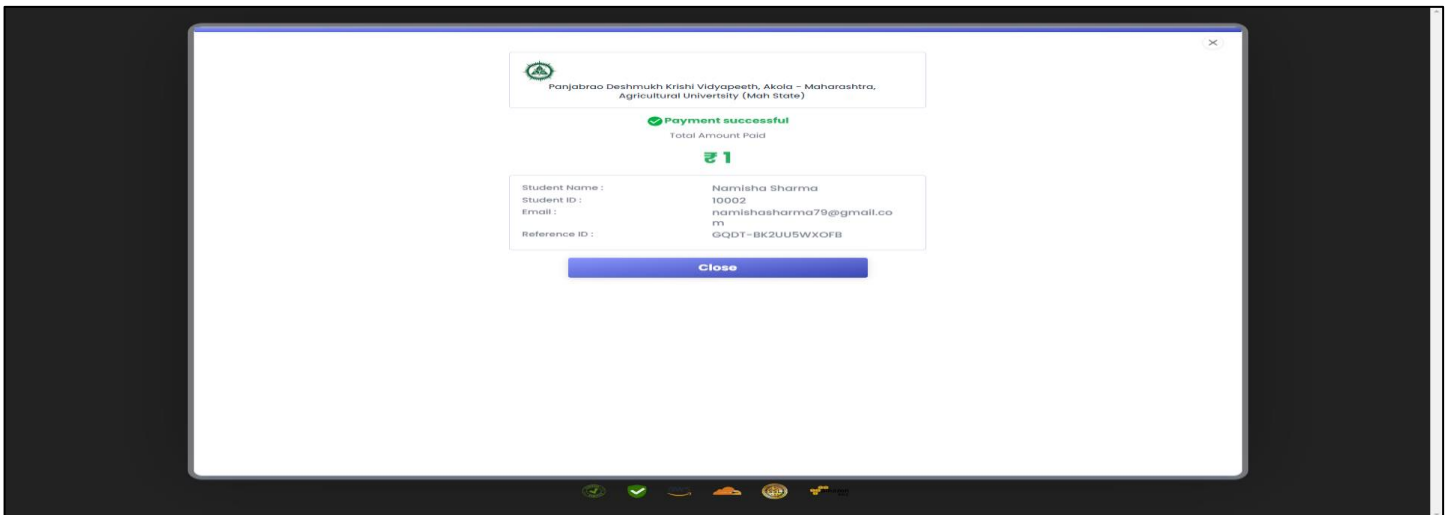 Panjabrao Deshmukh Krishi Vidyapeeth, Akola - Maharashtra,
Agricultural Univertsity (Mah State)
Payment successful
Total Amount Paid
₹ 1
Student Name : Namisha Sharma
Student ID : 10002
Email : namishasharma79@gmail.co
m
Reference ID : GQDT-BK2UU5WXOFB
Close